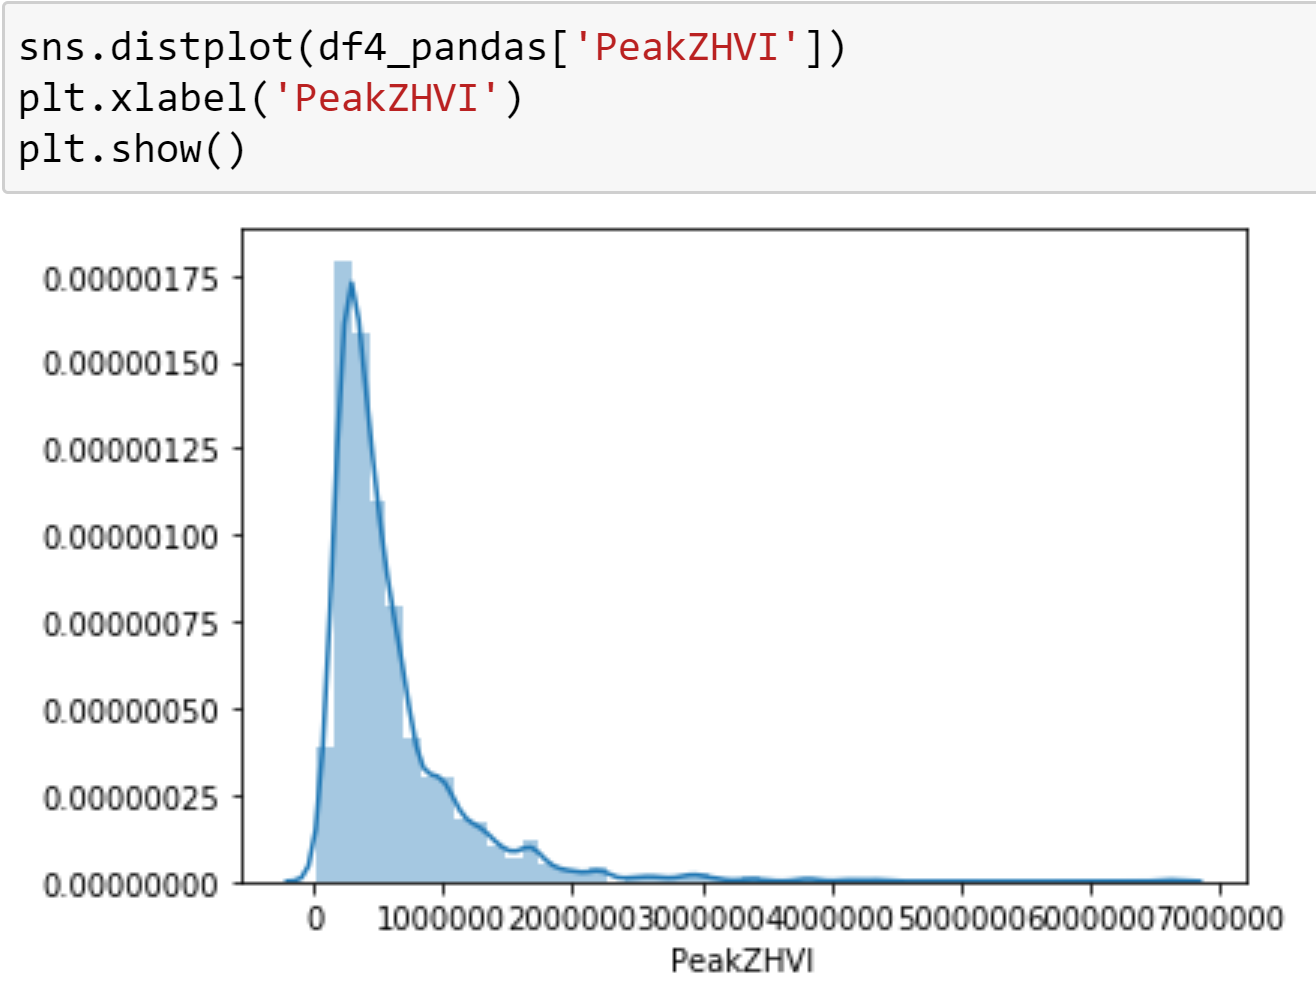 sns.distplot(df4_pandas['PeakZHVI'])
plt.xlabel('PeakZHVI')
plt.show()
0.00000175
0.00000150
0.00000125
0.00000100
0.00000075
0.00000050
0.00000025
0.00000000
0 1000000 2000000 3000000 4000000 5000000 6000000 7000000
PeakZHVI